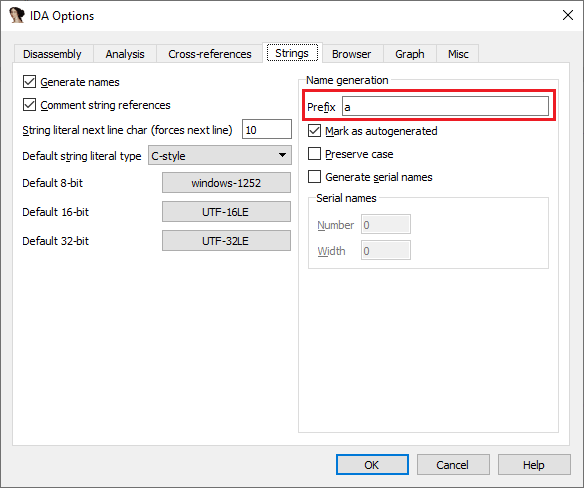 IDA Options
Disassembly Analysis Cross-references Strings Browser Graph Misc
Generate names
Comment string references
String literal next line char (forces next line) 10
Default string literal type C-style
Default 8-bit windows-1252
Default 16-bit UTF-16LE
Default 32-bit UTF-32LE
Name generation
Prefix a
Mark as autogenerated
Preserve case
Generate serial names
Serial names
Number 0
Width 0
OK Cancel Help